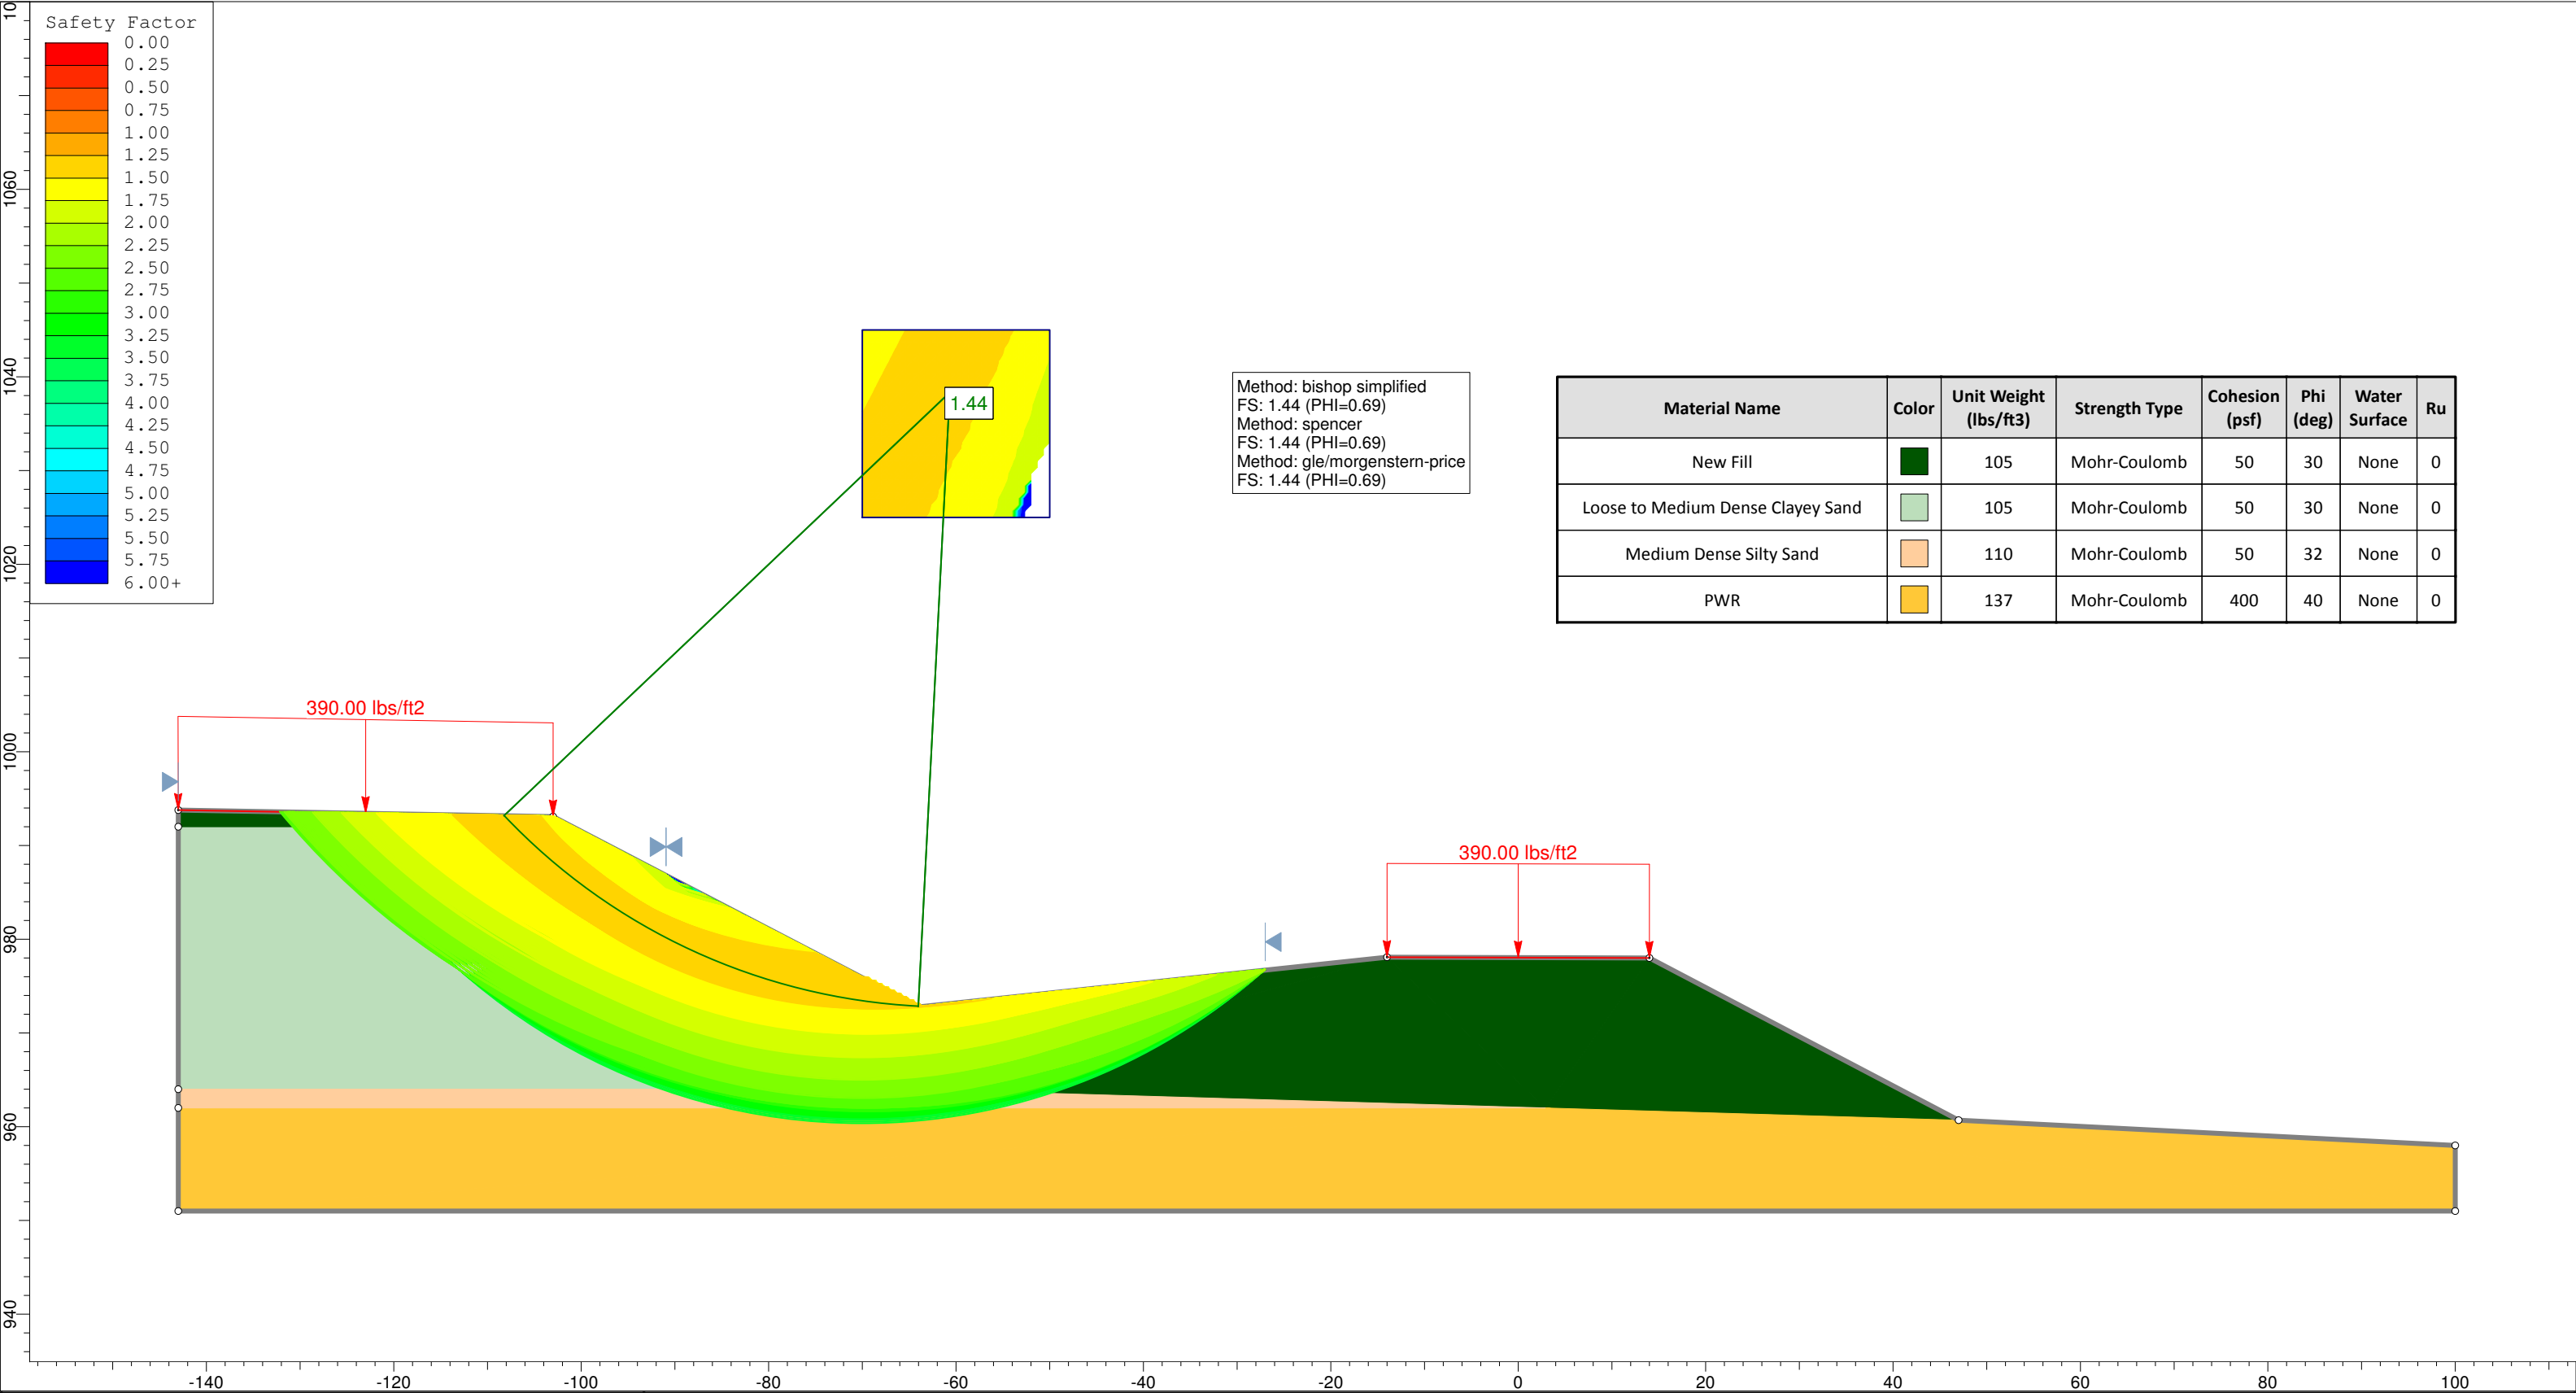 Safety Factor
0.00
0.25
0.50
0.75
1.00
1.25
1.50
1.75
2.00
2.25
2.50
2.75
3.00
3.25
3.50
3.75
4.00
4.25
4.50
4.75
5.00
5.25
5.50
5.75
6.00+
1.44
Method: bishop simplified
FS: 1.44 (PHI=0.69)
Method: spencer
FS: 1.44 (PHI=0.69)
Method: gle/morgenstern-price
FS: 1.44 (PHI=0.69)
Material Name Color Unit Weight (lbs/ft3) Strength Type Cohesion (psf) Phi (deg) Water Surface Ru
New Fill 105 Mohr-Coulomb 50 30 None 0
Loose to Medium Dense Clayey Sand 105 Mohr-Coulomb 50 30 None 0
Medium Dense Silty Sand 110 Mohr-Coulomb 50 32 None 0
PWR 137 Mohr-Coulomb 400 40 None 0
390.00 lbs/ft2
390.00 lbs/ft2
1060
1040
1020
1000
980
960
940
-140 -120 -100 -80 -60 -40 -20 0 20 40 60 80 100